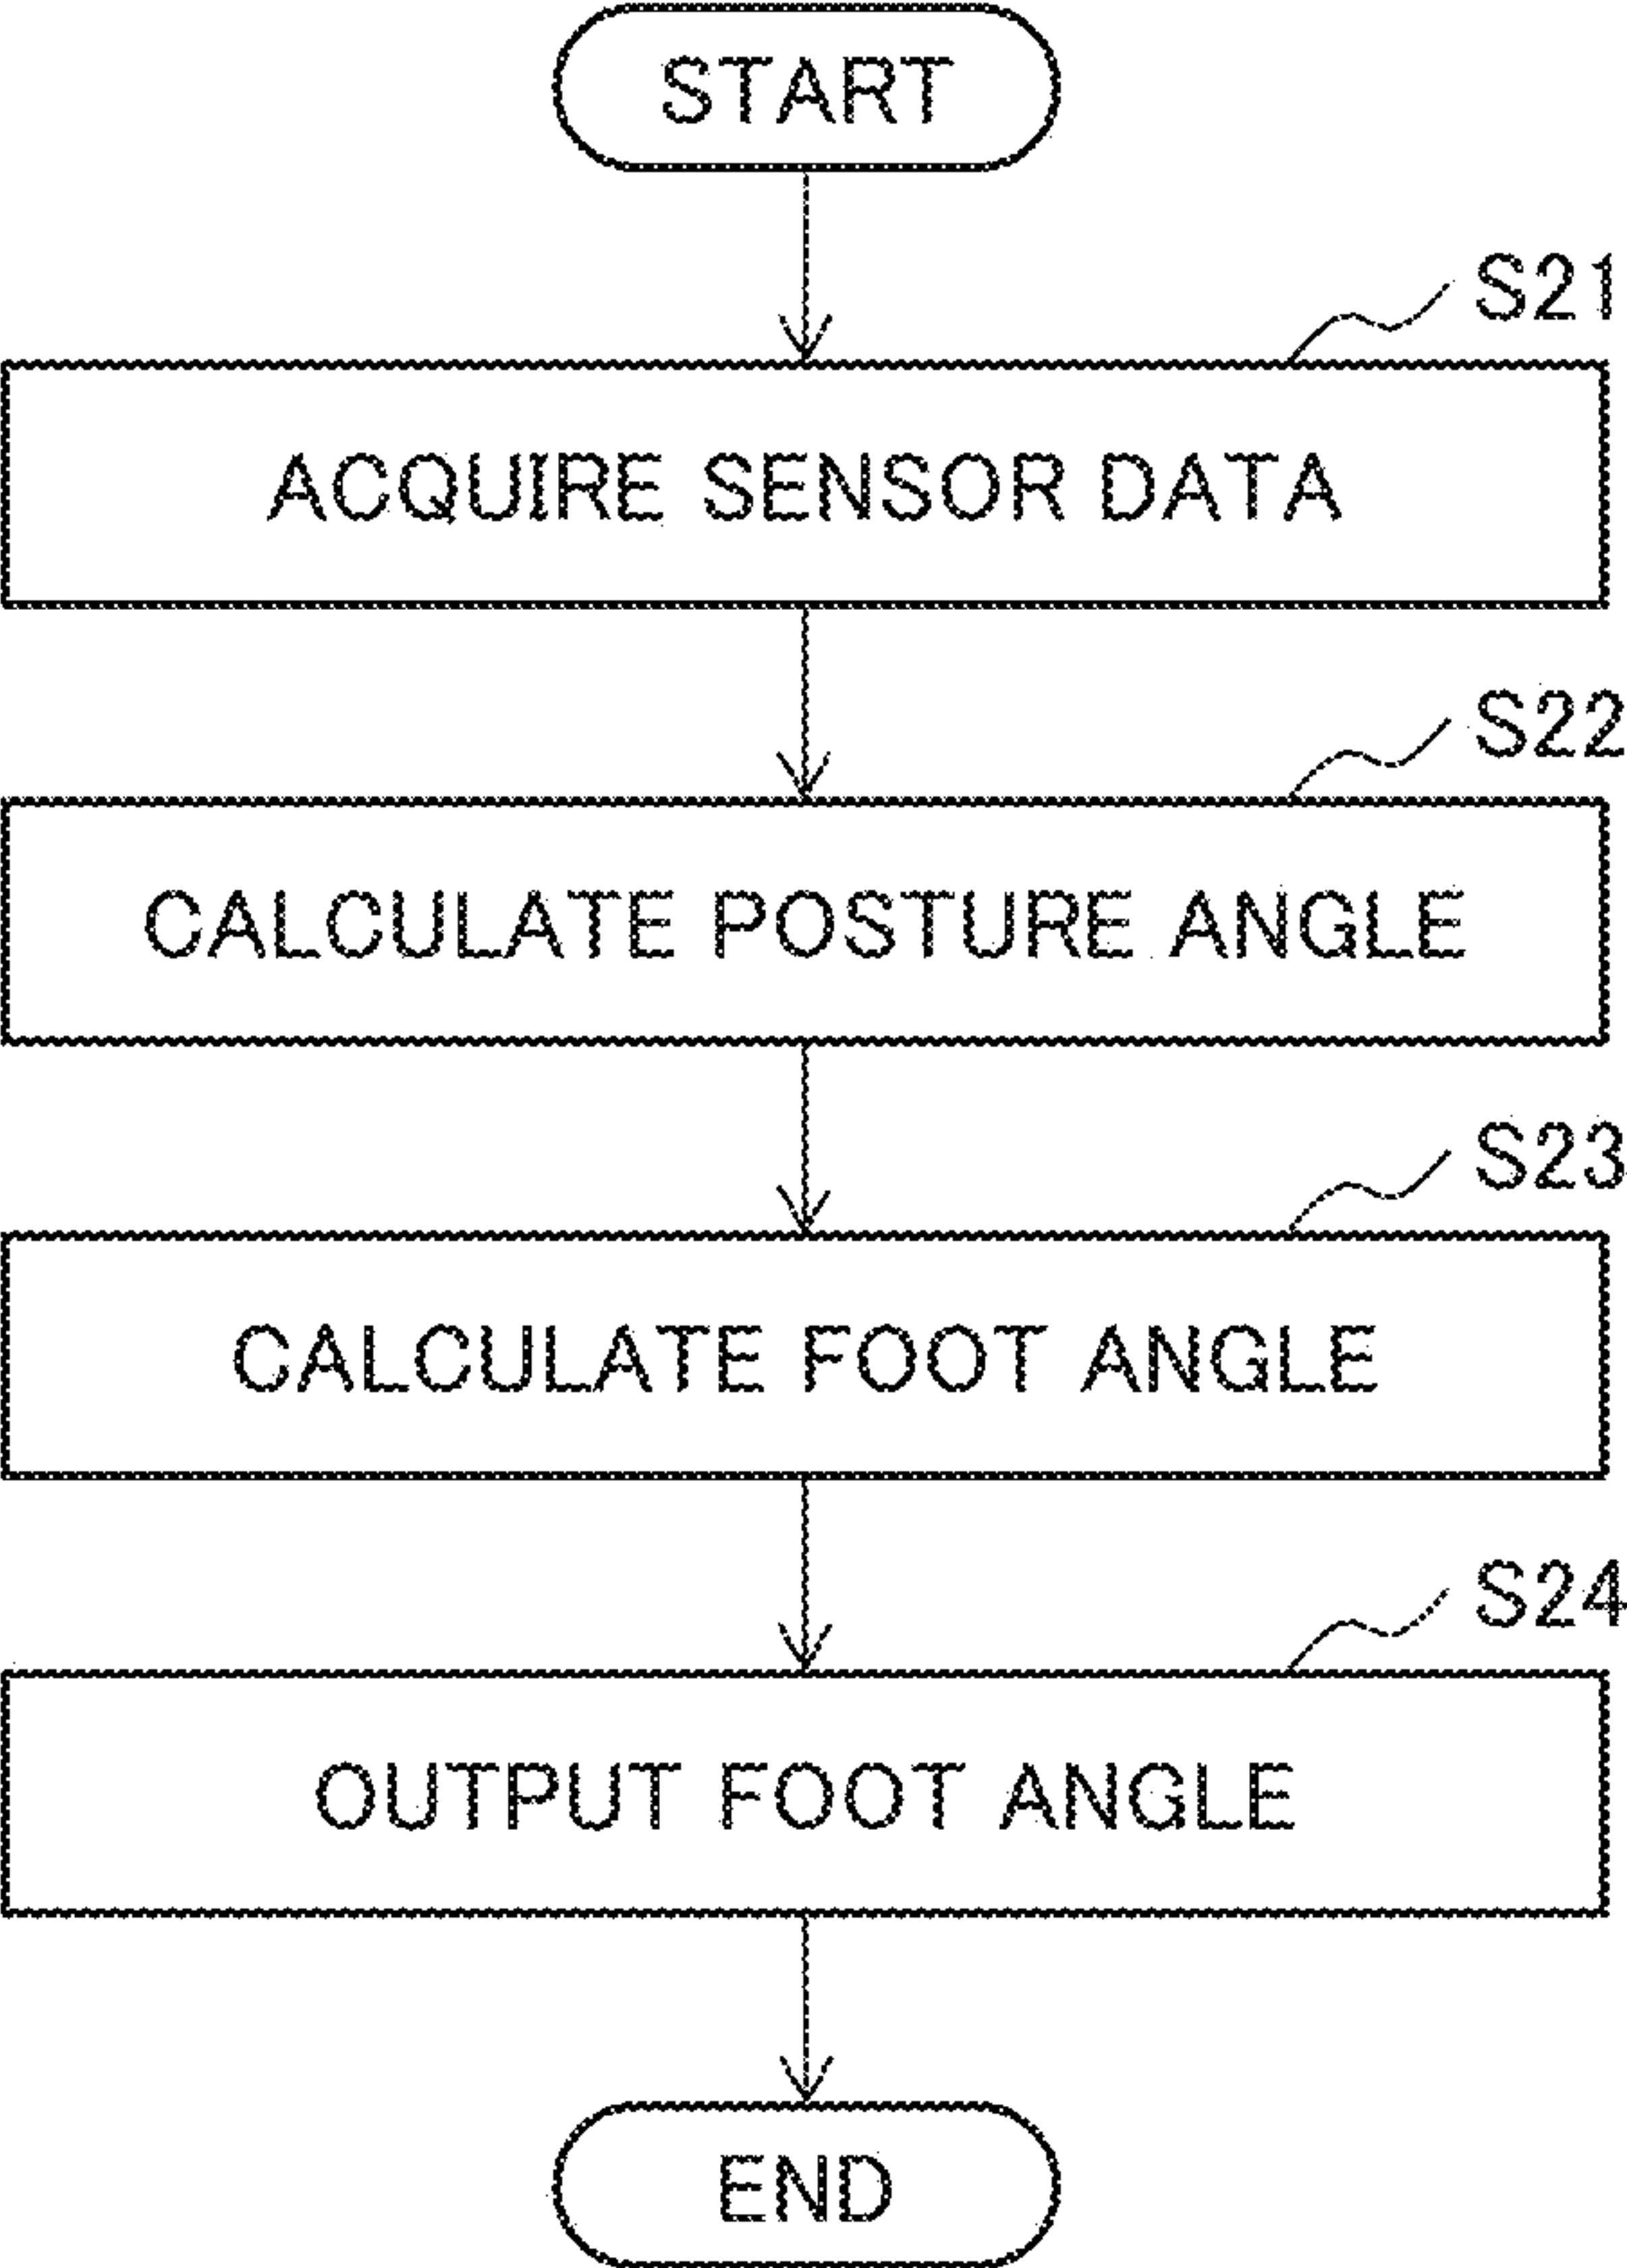 START
S21
ACQUIRE SENSOR DATA
S22
CALCULATE POSTURE ANGLE
S23
CALCULATE FOOT ANGLE
S24
OUTPUT FOOT ANGLE
END